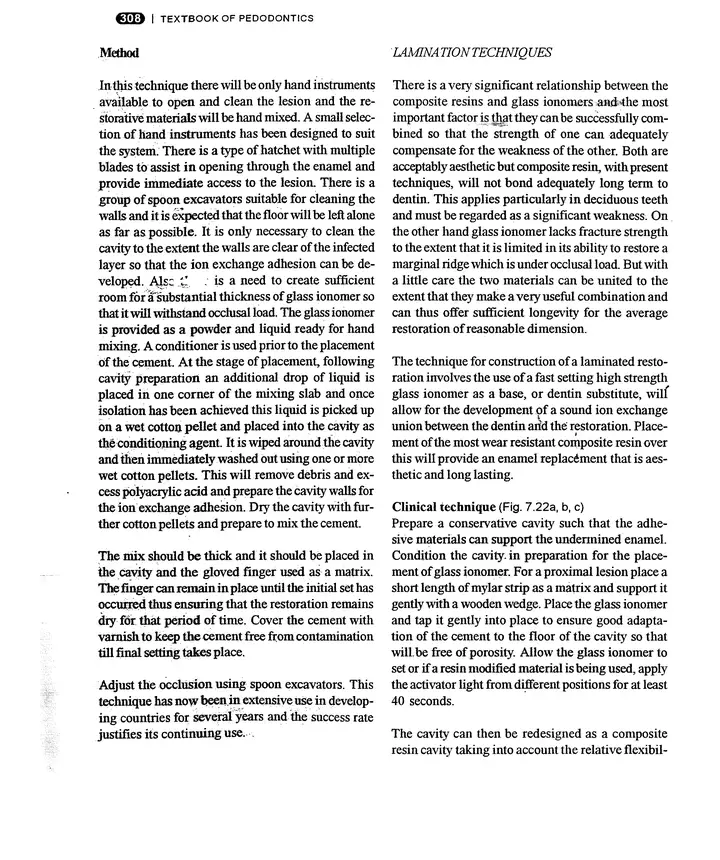 308 | TEXTBOOK OF PEDODONTICS
Method
In this technique there will be only hand instruments
available to open and clean the lesion and the re-
storative materials will be hand mixed. A small selec-
tion of hand instruments has been designed to suit
the system. There is a type of hatchet with multiple
blades to assist in opening through the enamel and
provide immediate access to the lesion. There is a
group of spoon excavators suitable for cleaning the
walls and it is expected that the floor will be left alone
as far as possible. It is only necessary to clean the
cavity to the extent the walls are clear of the infected
layer so that the ion exchange adhesion can be de-
veloped. is a need to create sufficient
room for a substantial thickness of glass ionomer so
that it will withstand occlusal load. The glass ionomer
is provided as a powder and liquid ready for hand
mixing. A conditioner is used prior to the placement
of the cement. At the stage of placement, following
cavity preparation an additional drop of liquid is
placed in one corner of the mixing slab and once
isolation has been achieved this liquid is picked up
on a wet cotton pellet and placed into the cavity as
the conditioning agent. It is wiped around the cavity
and then immediately washed out using one or more
wet cotton pellets. This will remove debris and ex-
cess polyacrylic acid and prepare the cavity walls for
the ion exchange adhesion. Dry the cavity with fur-
ther cotton pellets and prepare to mix the cement.
The mix should be thick and it should be placed in
the cavity and the gloved finger used as a matrix.
The finger can remain in place until the initial set has
occurred thus ensuring that the restoration remains
dry for that period of time. Cover the cement with
varnish to keep the cement free from contamination
till final setting takes place.
Adjust the occlusion using spoon excavators. This
technique has now been in extensive use in develop-
ing countries for several years and the success rate
justifies its continuing use.
LAMINATION TECHNIQUES
There is a very significant relationship between the
composite resins and glass ionomers and the most
important factor is that they can be successfully com-
bined so that the strength of one can adequately
compensate for the weakness of the other. Both are
acceptably aesthetic but composite resin, with present
techniques, will not bond adequately long term to
dentin. This applies particularly in deciduous teeth
and must be regarded as a significant weakness. On
the other hand glass ionomer lacks fracture strength
to the extent that it is limited in its ability to restore a
marginal ridge which is under occlusal load. But with
a little care the two materials can be united to the
extent that they make a very useful combination and
can thus offer sufficient longevity for the average
restoration of reasonable dimension.
The technique for construction of a laminated resto-
ration involves the use of a fast setting high strength
glass ionomer as a base, or dentin substitute, will
allow for the development of a sound ion exchange
union between the dentin and the restoration. Place-
ment of the most wear resistant composite resin over
this will provide an enamel replacement that is aes-
thetic and long lasting.
Clinical technique (Fig. 7.22a, b, c)
Prepare a conservative cavity such that the adhe-
sive materials can support the undermined enamel.
Condition the cavity in preparation for the place-
ment of glass ionomer. For a proximal lesion place a
short length of mylar strip as a matrix and support it
gently with a wooden wedge. Place the glass ionomer
and tap it gently into place to ensure good adapta-
tion of the cement to the floor of the cavity so that
will be free of porosity. Allow the glass ionomer to
set or if a resin modified material is being used, apply
the activator light from different positions for at least
40 seconds.
The cavity can then be redesigned as a composite
resin cavity taking into account the relative flexibil-